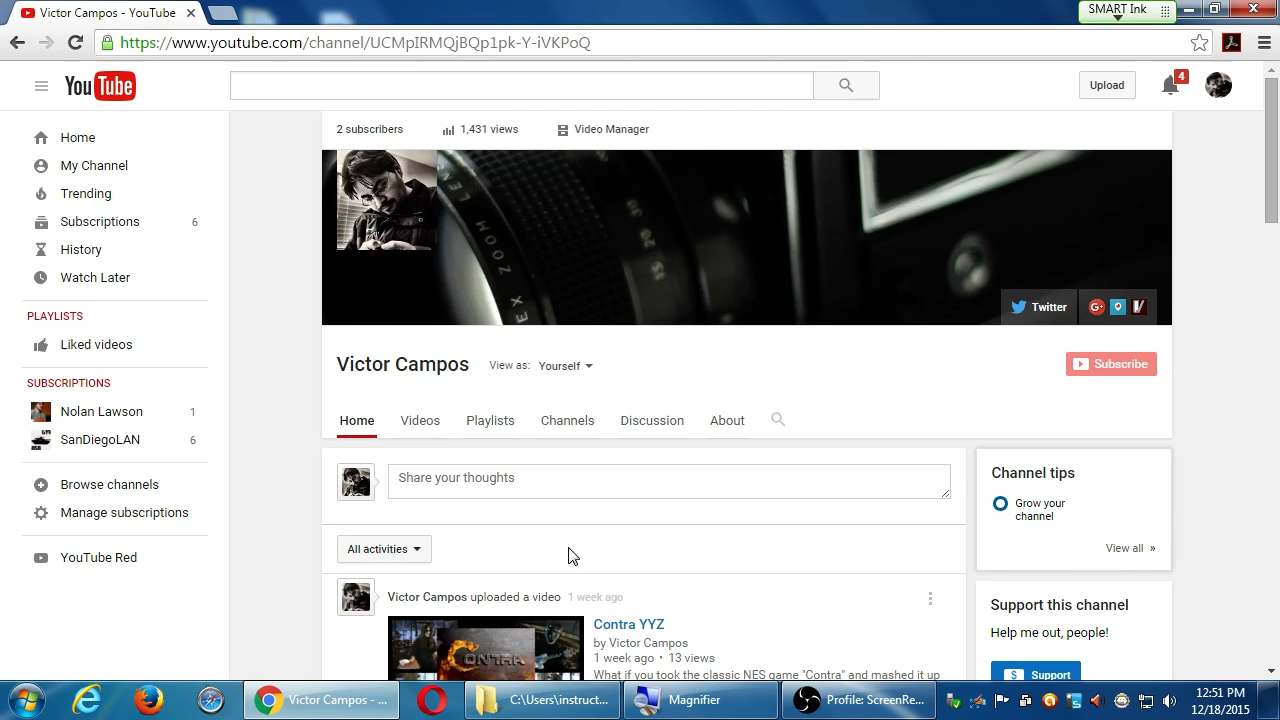 Victor Campos - YouTube
SMART Ink
https://www.youtube.com/channel/UCMpIRMQjBQp1pk-Y-iVKPoQ
YouTube
Upload
4
2 subscribers
1,431 views
Video Manager
Home
My Channel
Trending
Subscriptions 6
History
Watch Later
PLAYLISTS
Liked videos
SUBSCRIPTIONS
Nolan Lawson 1
SanDiegoLAN 6
Browse channels
Manage subscriptions
YouTube Red
ZOOM
Twitter
Victor Campos
View as: Yourself
Subscribe
Home Videos Playlists Channels Discussion About
Share your thoughts
All activities
Victor Campos uploaded a video 1 week ago
CONTRA
Contra YYZ
by Victor Campos
1 week ago • 13 views
What if you took the classic NES game "Contra" and mashed it up
Channel tips
Grow your
channel
View all »
Support this channel
Help me out, people!
$ Support
Victor Campos - ...
C:\Users\instruct...
Magnifier
Profile: ScreenRe...
12:51 PM
12/18/2015